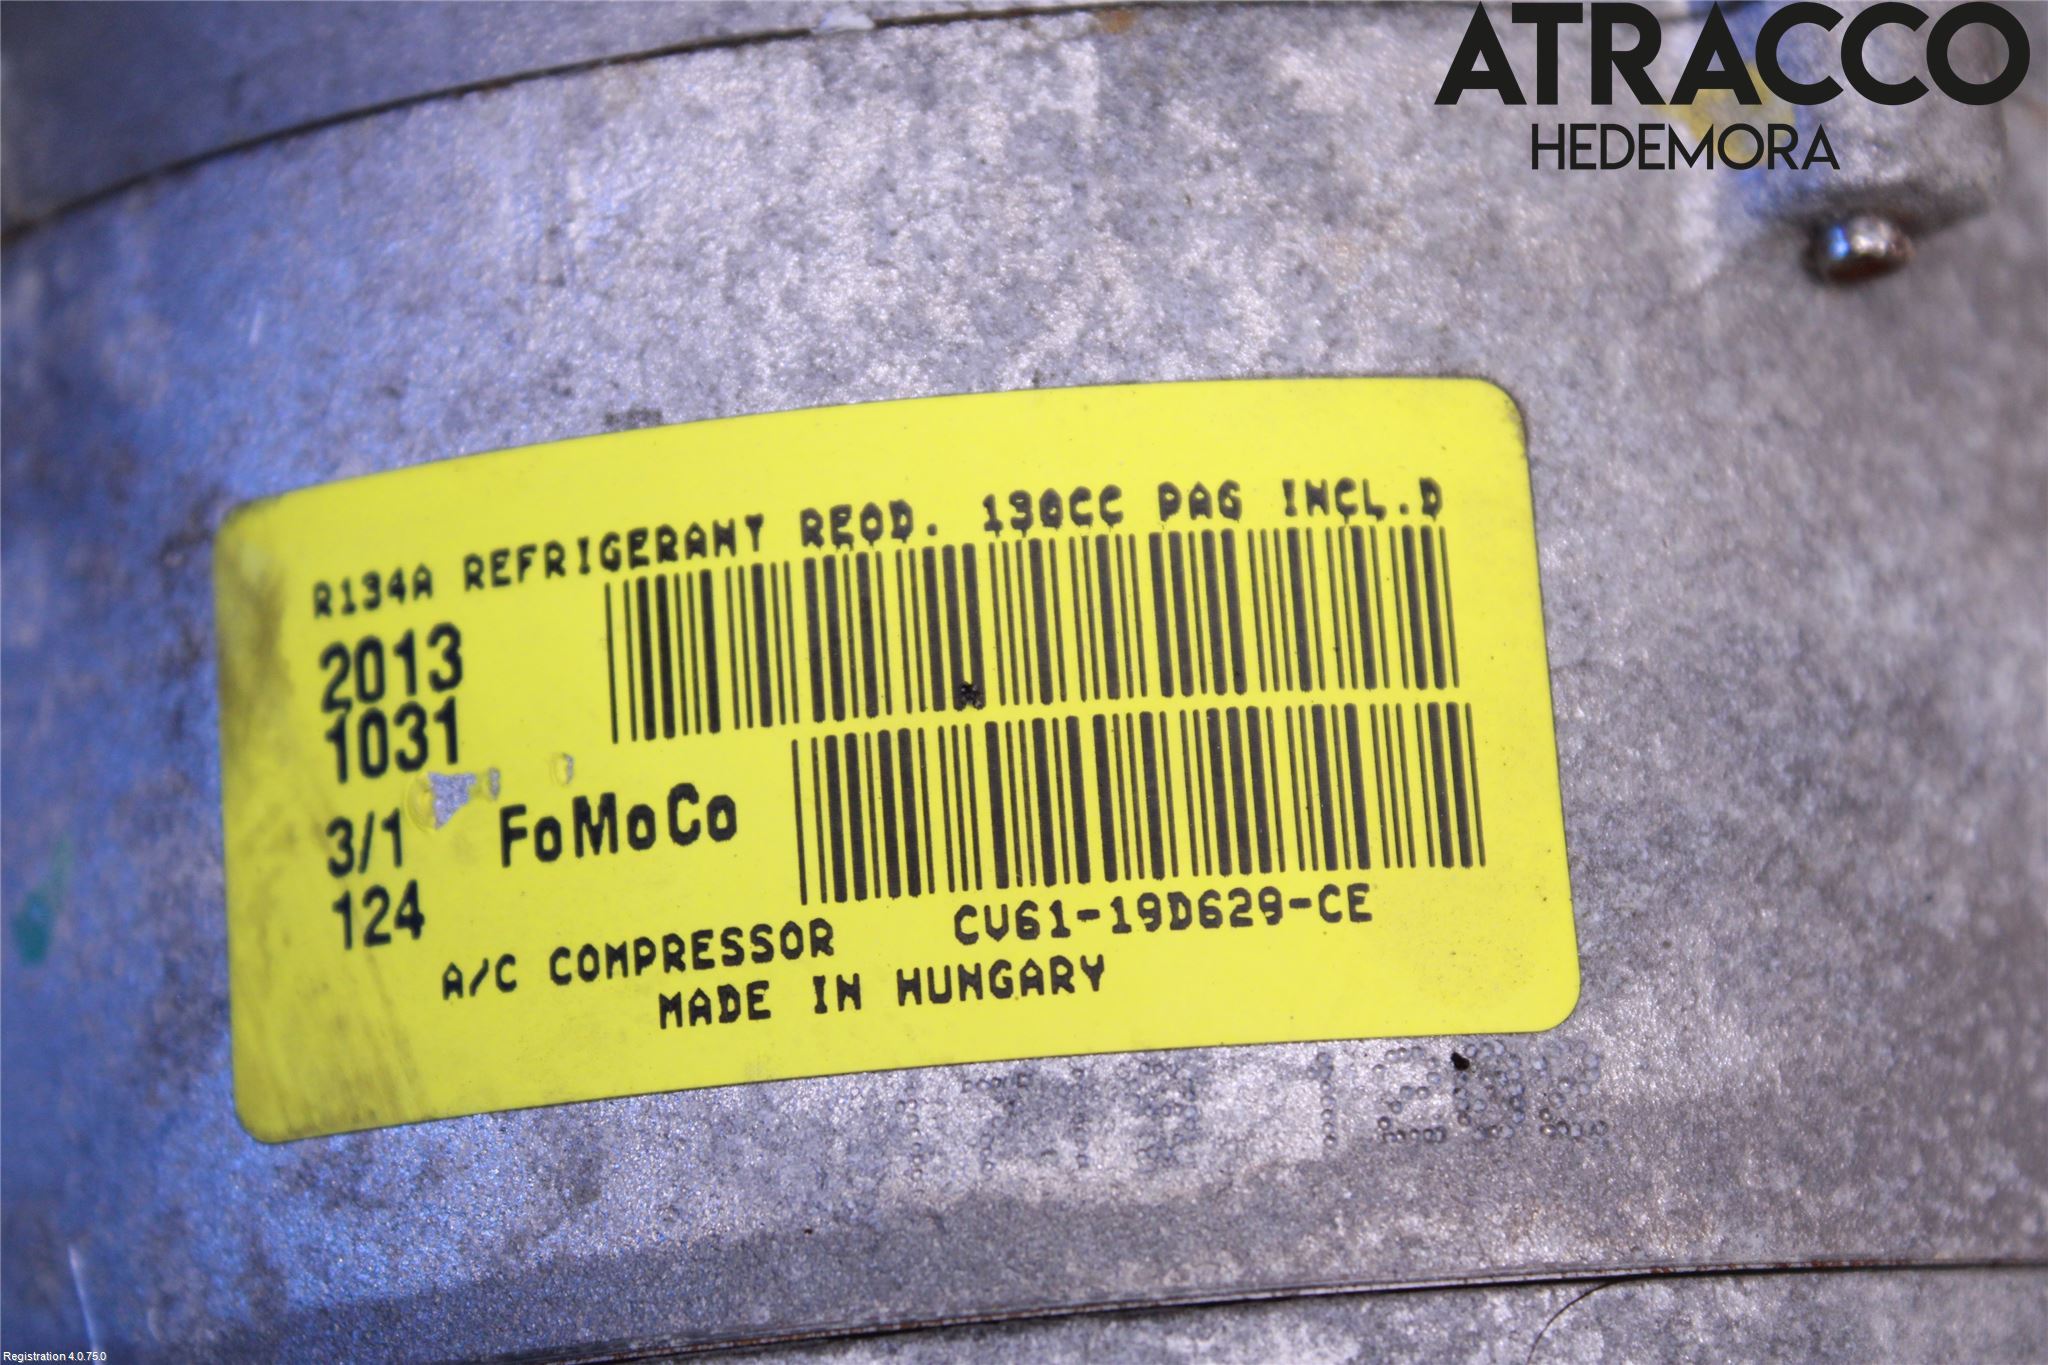 ATRACCO
HEDEMORA
R134A REFRIGERANT REQD. 130CC PAG INCL.D
2013
1031
3/1 FoMoCo
124
A/C COMPRESSOR CV61-19D629-CE
MADE IN HUNGARY
Registration 4.0.75.0